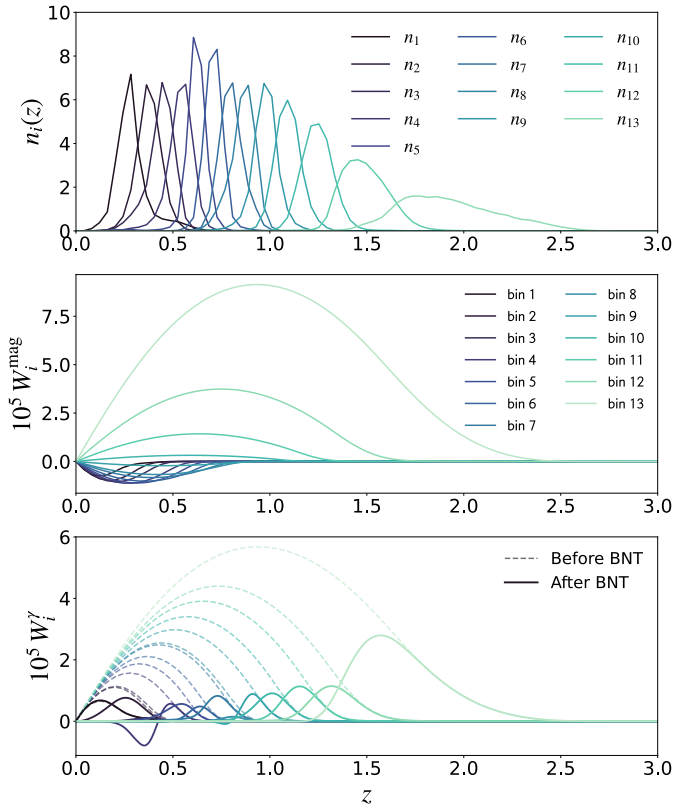 10
8
6
4
2
0
n_i(z)
n_1 n_6 n_10
n_2 n_7 n_11
n_3 n_8 n_12
n_4 n_9 n_13
n_5
0.0 0.5 1.0 1.5 2.0 2.5 3.0
7.5
5.0
2.5
0.0
10^5 W_i^mag
bin 1 bin 8
bin 2 bin 9
bin 3 bin 10
bin 4 bin 11
bin 5 bin 12
bin 6 bin 13
bin 7
0.0 0.5 1.0 1.5 2.0 2.5 3.0
6
4
2
0
10^5 W_i^γ
Before BNT
After BNT
0.0 0.5 1.0 1.5 2.0 2.5 3.0
z